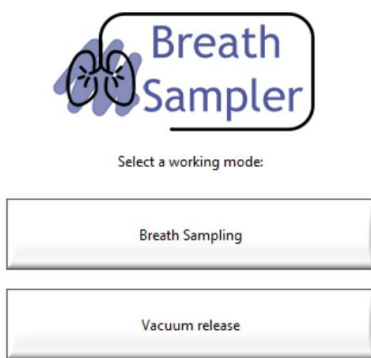 Breath
Sampler
Select a working mode:
Breath Sampling
Vacuum release